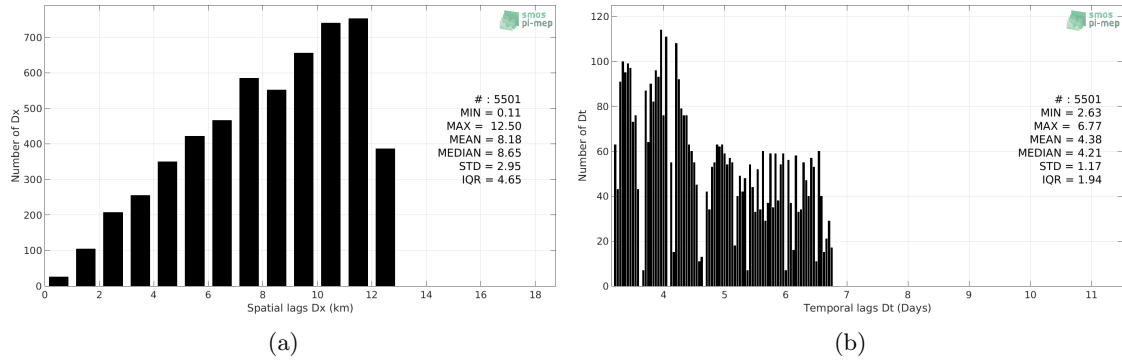 smos
pi-mep
Number of Dx
700
600
500
400
300
200
100
0
# : 5501
MIN = 0.11
MAX = 12.50
MEAN = 8.18
MEDIAN = 8.65
STD = 2.95
IQR = 4.65
0 2 4 6 8 10 12 14 16 18
Spatial lags Dx (km)
(a)
smos
pi-mep
Number of Dt
120
100
80
60
40
20
0
# : 5501
MIN = 2.63
MAX = 6.77
MEAN = 4.38
MEDIAN = 4.21
STD = 1.17
IQR = 1.94
4 5 6 7 8 9 10 11
Temporal lags Dt (Days)
(b)